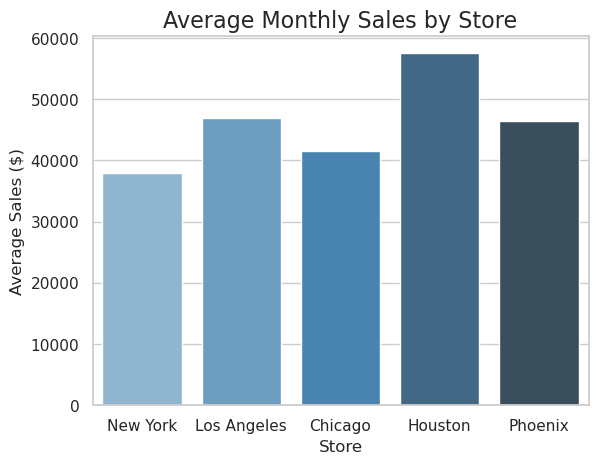 Average Monthly Sales by Store
60000
50000
40000
30000
20000
10000
0
Average Sales ($)
New York Los Angeles Chicago Houston Phoenix
Store